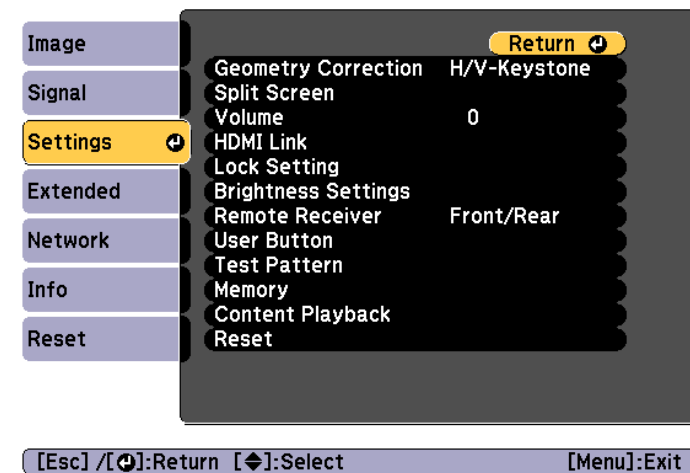 Image
Signal
Settings
Extended
Network
Info
Reset
Return
Geometry Correction H/V-Keystone
Split Screen
Volume 0
HDMI Link
Lock Setting
Brightness Settings
Remote Receiver Front/Rear
User Button
Test Pattern
Memory
Content Playback
Reset
[Esc] /[⏎]:Return [◆]:Select [Menu]:Exit